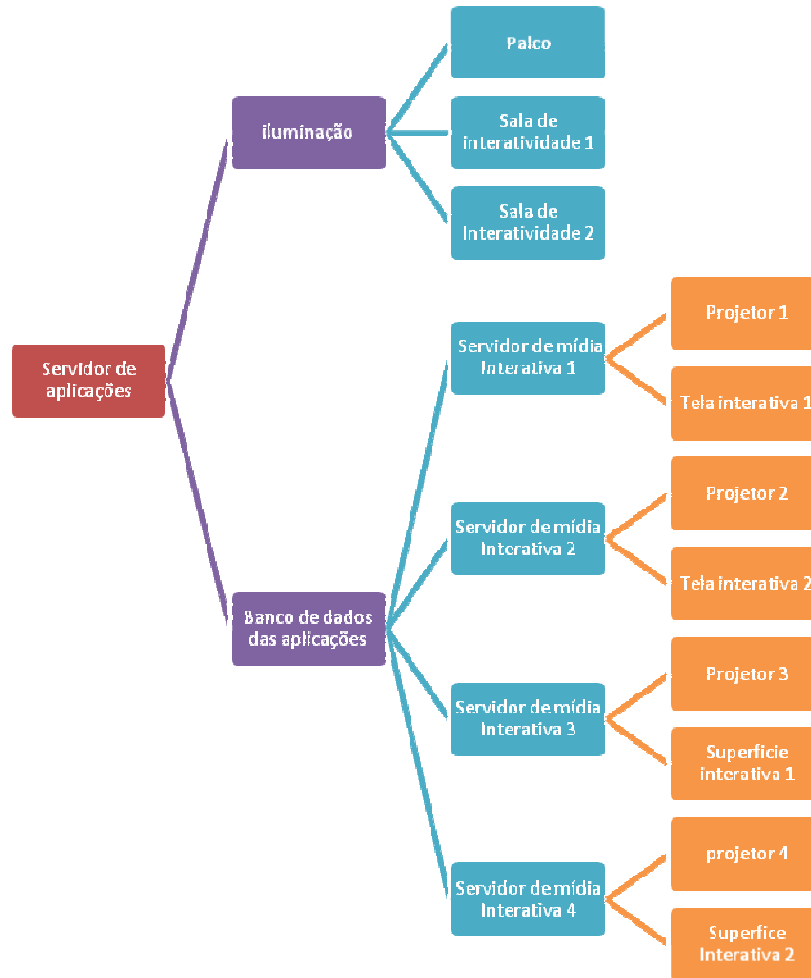 Palco
iluminação
Sala de
interatividade 1
Sala de
Interatividade 2
Servidor de
aplicações
Banco de dados
das aplicações
Servidor de mídia
Interativa 1
Projetor 1
Tela interativa 1
Servidor de mídia
Interativa 2
Projetor 2
Tela interativa 2
Servidor de mídia
Interativa 3
Projetor 3
Superfície
interativa 1
Servidor de mídia
Interativa 4
projetor 4
Superfice
Interativa 2